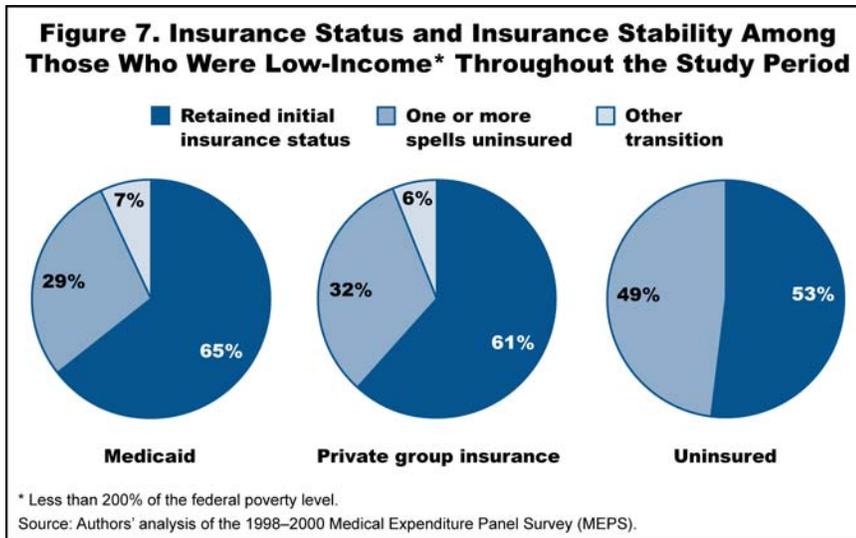 Figure 7. Insurance Status and Insurance Stability Among
Those Who Were Low-Income* Throughout the Study Period
Retained initial
insurance status
One or more
spells uninsured
Other
transition
7%
29%
65%
Medicaid
6%
32%
61%
Private group insurance
49%
53%
Uninsured
* Less than 200% of the federal poverty level.
Source: Authors’ analysis of the 1998–2000 Medical Expenditure Panel Survey (MEPS).